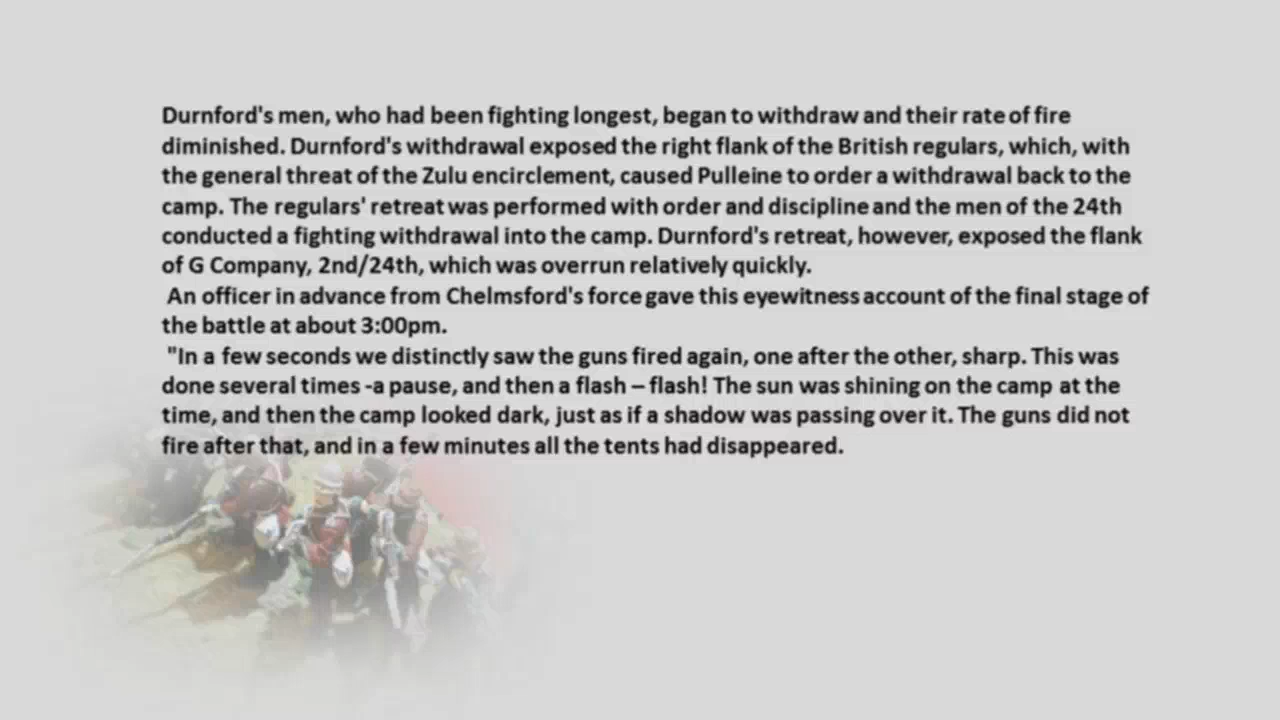 Durnford's men, who had been fighting longest, began to withdraw and their rate of fire
diminished. Durnford's withdrawal exposed the right flank of the British regulars, which, with
the general threat of the Zulu encirclement, caused Pulleine to order a withdrawal back to the
camp. The regulars' retreat was performed with order and discipline and the men of the 24th
conducted a fighting withdrawal into the camp. Durnford's retreat, however, exposed the flank
of G Company, 2nd/24th, which was overrun relatively quickly.
An officer in advance from Chelmsford's force gave this eyewitness account of the final stage of
the battle at about 3:00pm.
"In a few seconds we distinctly saw the guns fired again, one after the other, sharp. This was
done several times -a pause, and then a flash – flash! The sun was shining on the camp at the
time, and then the camp looked dark, just as if a shadow was passing over it. The guns did not
fire after that, and in a few minutes all the tents had disappeared.